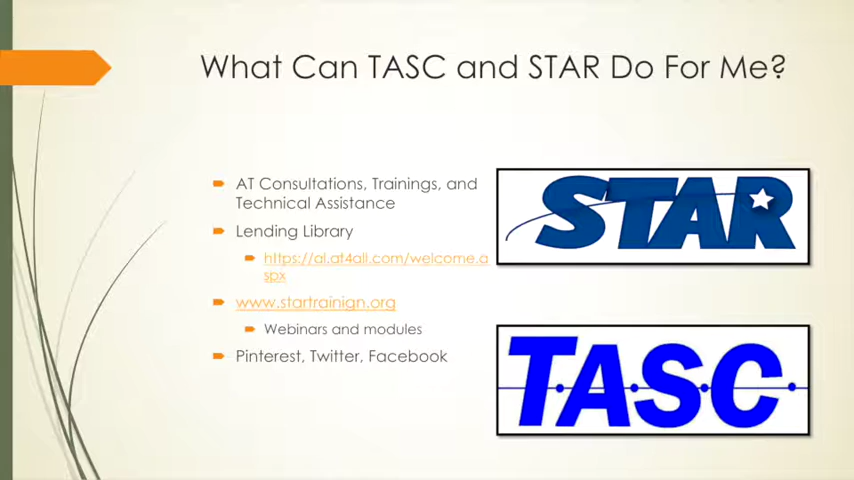 What Can TASC and STAR Do For Me?
AT Consultations, Trainings, and
Technical Assistance
Lending Library
https://al.at4all.com/welcome.a
spx
www.startrainign.org
Webinars and modules
Pinterest, Twitter, Facebook
STAR
T.A.S.C.